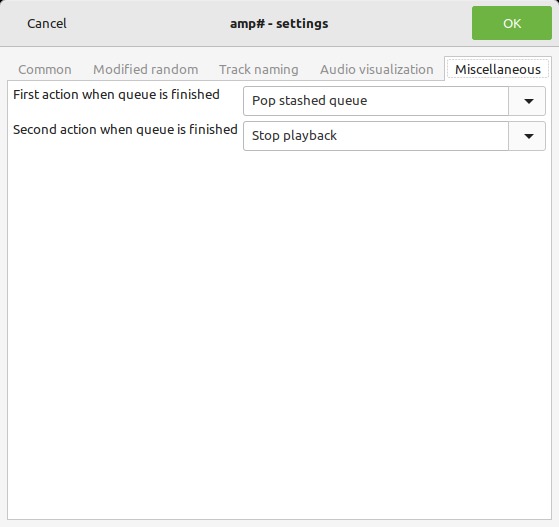 Cancel amp# - settings OK
Common Modified random Track naming Audio visualization Miscellaneous
First action when queue is finished Pop stashed queue
Second action when queue is finished Stop playback